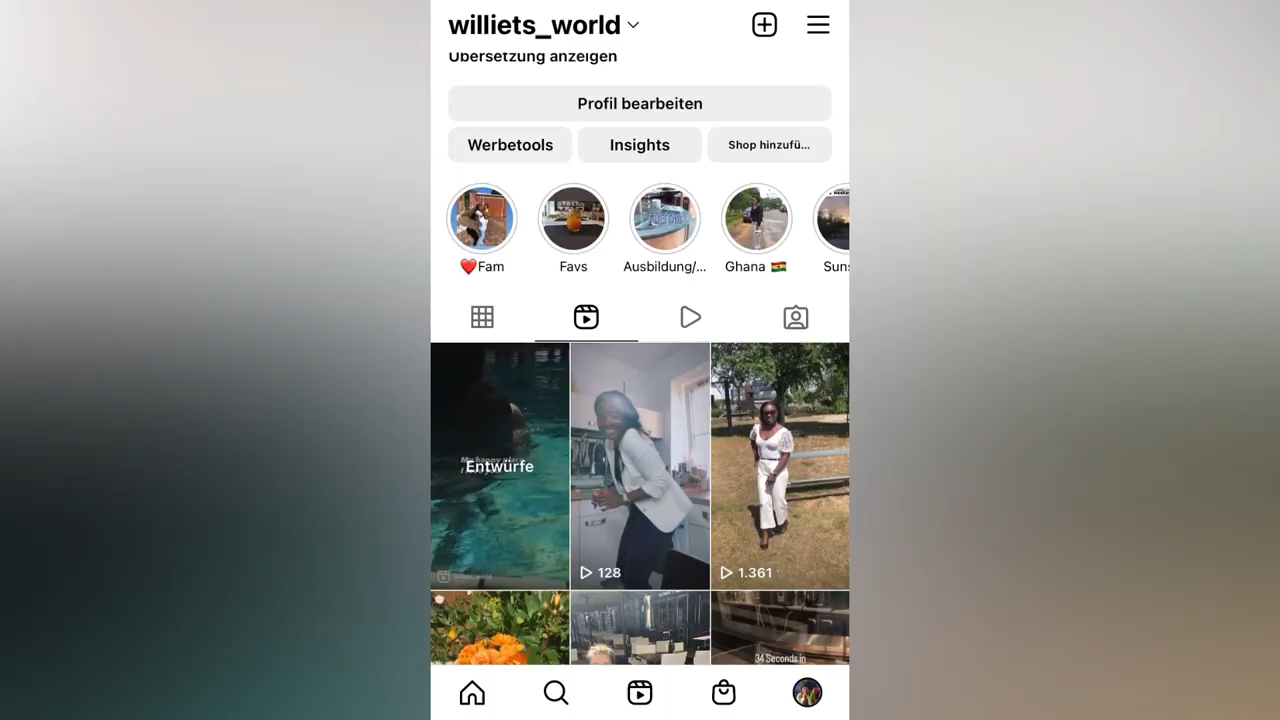 williets_world
Übersetzung anzeigen
Profil bearbeiten
Werbetools
Insights
Shop hinzufü...
❤️Fam
Favs
Ausbildung/...
Ghana 🇬🇭
Suns
Entwürfe
128
1.361
34 Seconds in